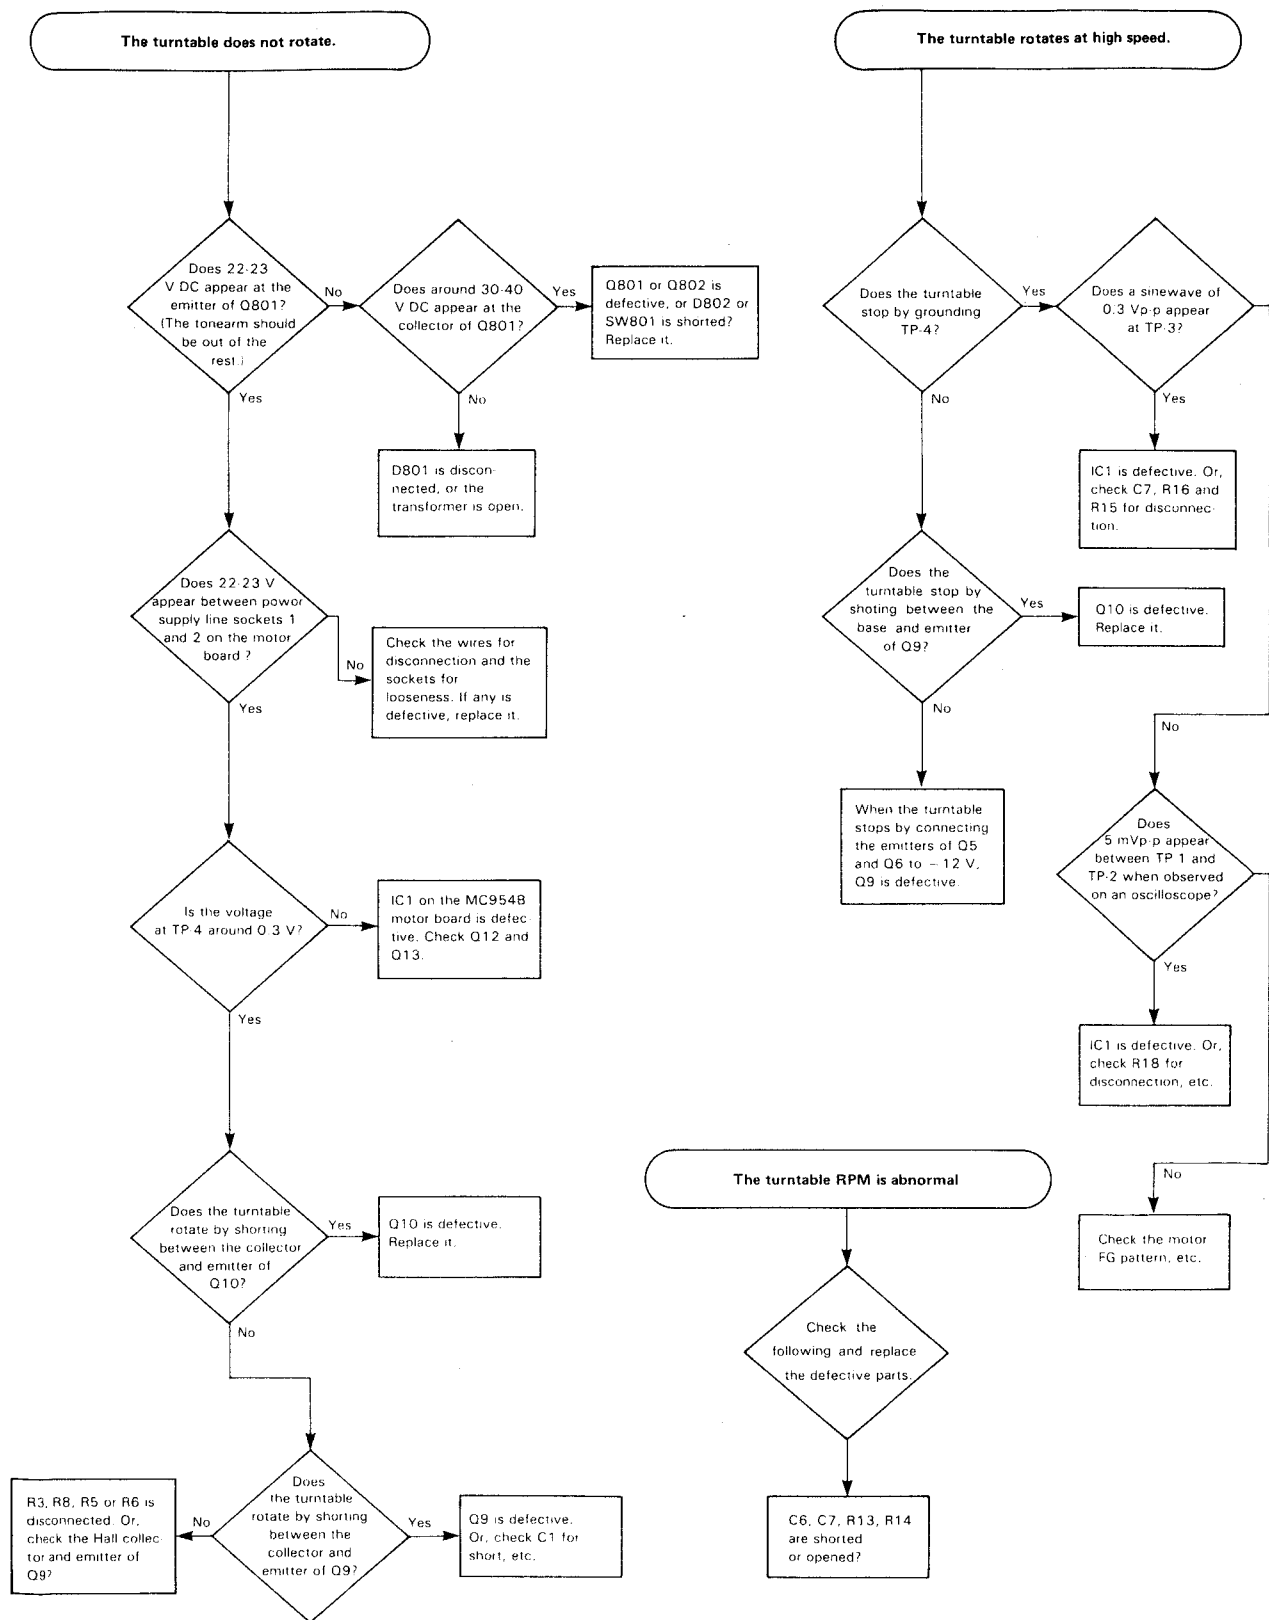 The turntable does not rotate.
Does 22-23
V DC appear at the
emitter of Q801?
(The tonearm should
be out of the
rest.)
No
Yes
Does around 30-40
V DC appear at the
collector of Q801?
Yes
No
Q801 or Q802 is
defective, or D802 or
SW801 is shorted?
Replace it.
D801 is discon-
nected, or the
transformer is open.
Does 22-23 V
appear between power
supply line sockets 1
and 2 on the motor
board ?
No
Yes
Check the wires for
disconnection and the
sockets for
looseness. If any is
defective, replace it.
Is the voltage
at TP-4 around 0.3 V?
No
Yes
IC1 on the MC954B
motor board is defec-
tive. Check Q12 and
Q13.
Does the turntable
rotate by shorting
between the collector
and emitter of
Q10?
Yes
No
Q10 is defective.
Replace it.
Does
the turntable
rotate by shorting
between the
collector and
emitter of Q9?
No
Yes
R3, R8, R5 or R6 is
disconnected. Or,
check the Hall collec-
tor and emitter of
Q9?
Q9 is defective.
Or, check C1 for
short, etc.
The turntable rotates at high speed.
Does the turntable
stop by grounding
TP-4?
Yes
No
Does a sinewave of
0.3 Vp-p appear
at TP-3?
Yes
No
IC1 is defective. Or,
check C7, R16 and
R15 for disconnec-
tion.
Does the
turntable stop by
shoting between the
base and emitter
of Q9?
Yes
No
Q10 is defective.
Replace it.
When the turntable
stops by connecting
the emitters of Q5
and Q6 to – 12 V,
Q9 is defective.
Does
5 mVp-p appear
between TP 1 and
TP-2 when observed
on an oscilloscope?
Yes
No
IC1 is defective. Or,
check R18 for
disconnection, etc.
Check the motor
FG pattern, etc.
The turntable RPM is abnormal
Check the
following and replace
the defective parts.
C6, C7, R13, R14
are shorted
or opened?